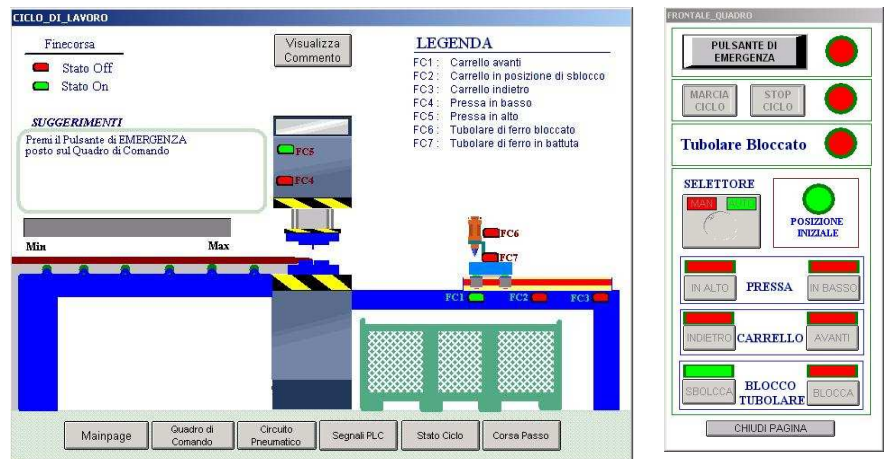 CICLO_DI_LAVORO
Finecorsa
Stato Off
Stato On
Visualizza
Commento
LEGENDA
FC1 : Carrello avanti
FC2 : Carrello in posizione di sblocco
FC3 : Carrello indietro
FC4 : Pressa in basso
FC5 : Pressa in alto
FC6 : Tubolare di ferro bloccato
FC7 : Tubolare di ferro in battuta
SUGGERIMENTI
Premi il Pulsante di EMERGENZA
posto sul Quadro di Comando
FC5
FC4
Min Max
FC6
FC7
FC1 FC2 FC3
Mainpage
Quadro di
Comando
Circuito
Pneumatico
Segnali PLC
Stato Ciclo
Corsa Passo
FRONTALE_QUADRO
PULSANTE DI
EMERGENZA
MARCIA
CICLO
STOP
CICLO
Tubolare Bloccato
SELETTORE
MAN AUTO
POSIZIONE
INIZIALE
IN ALTO PRESSA IN BASSO
INDIETRO CARRELLO AVANTI
SBOLCCA BLOCCO
TUBOLARE BLOCCA
CHIUDI PAGINA